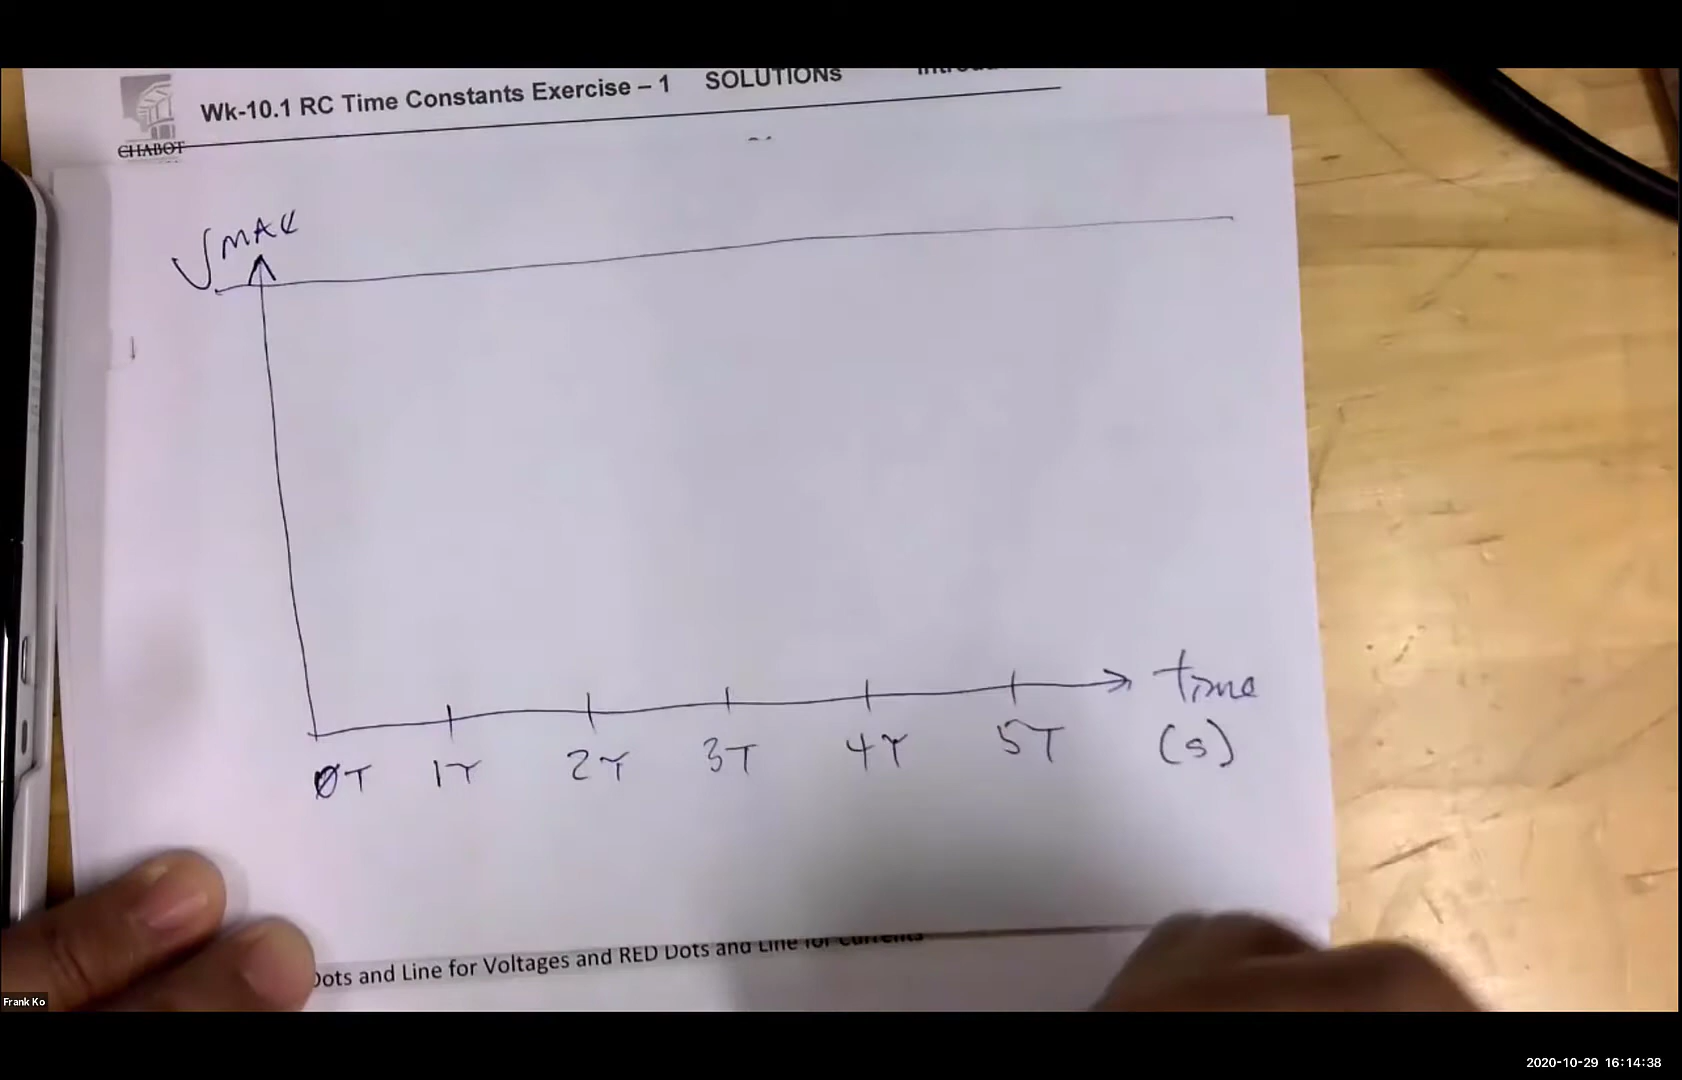 Wk-10.1 RC Time Constants Exercise – 1 SOLUTIONs
CHABOT
VMAX
time
(s)
0T 1T 2T 3T 4T 5T
Dots and Line for Voltages and RED Dots and Line for Currents
Frank Ko
2020-10-29 16:14:38